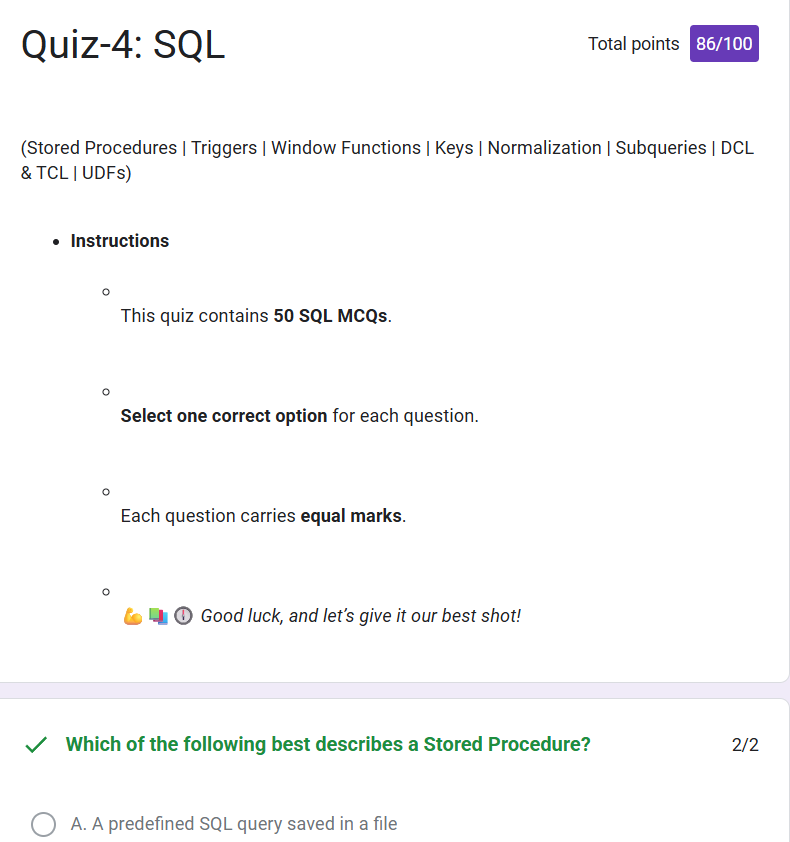 Quiz-4: SQL
Total points 86/100
(Stored Procedures | Triggers | Window Functions | Keys | Normalization | Subqueries | DCL
& TCL | UDFs)
Instructions
This quiz contains 50 SQL MCQs.
Select one correct option for each question.
Each question carries equal marks.
💪 📚 🕕 Good luck, and let’s give it our best shot!
Which of the following best describes a Stored Procedure?
2/2
A. A predefined SQL query saved in a file